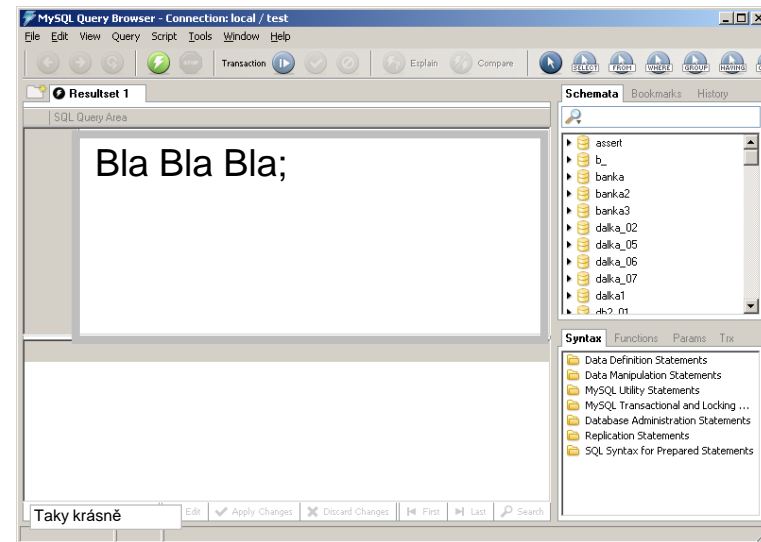 MySQL Query Browser - Connection: local / test
File Edit View Query Script Tools Window Help
Transaction Explain Compare SELECT FROM WHERE GROUP HAVING
Resultset 1
SQL Query Area
Bla Bla Bla;
Schemata Bookmarks History
assert
b_
banka
banka2
banka3
dalka_02
dalka_05
dalka_06
dalka_07
dalka1
db2_01
Syntax Functions Params Trx
Data Definition Statements
Data Manipulation Statements
MySQL Utility Statements
MySQL Transactional and Locking ...
Database Administration Statements
Replication Statements
SQL Syntax for Prepared Statements
Taky krásně
Edit Apply Changes Discard Changes First Last Search